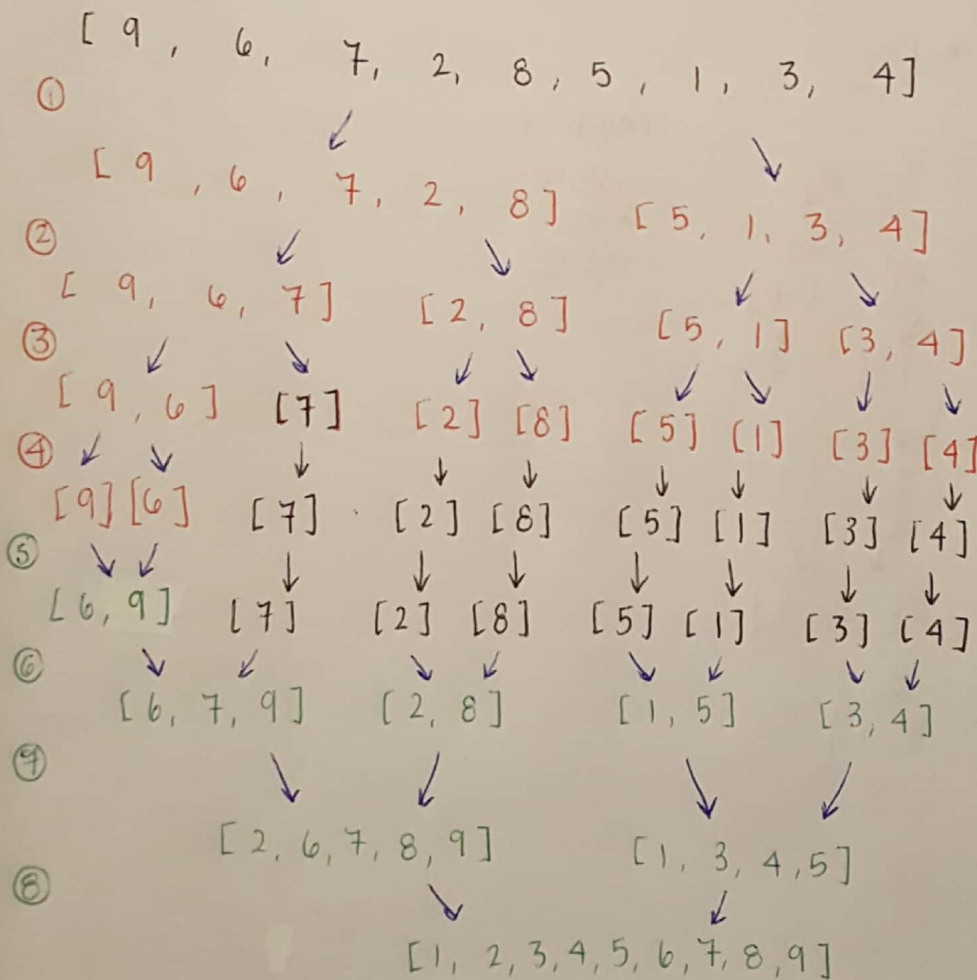 [ 9 , 6, 7, 2, 8, 5, 1, 3, 4]
①
[ 9 , 6, 7, 2, 8] [5, 1, 3, 4]
②
[ 9, 6, 7] [2, 8] [5, 1] [3, 4]
③
[ 9, 6] [7] [2] [8] [5] [1] [3] [4]
④
[9] [6] [7] [2] [8] [5] [1] [3] [4]
⑤
[6, 9] [7] [2] [8] [5] [1] [3] [4]
⑥
[6, 7, 9] [2, 8] [1, 5] [3, 4]
⑦
[2, 6, 7, 8, 9] [1, 3, 4, 5]
⑧
[1, 2, 3, 4, 5, 6, 7, 8, 9]